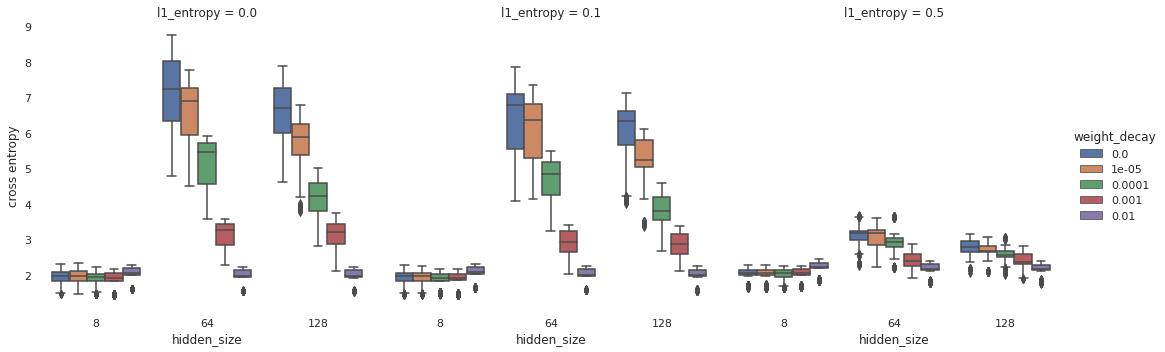 l1_entropy = 0.0
l1_entropy = 0.1
l1_entropy = 0.5
cross entropy
9
8
7
6
5
4
3
2
8
64
128
8
64
128
8
64
128
hidden_size
hidden_size
hidden_size
weight_decay
0.0
1e-05
0.0001
0.001
0.01